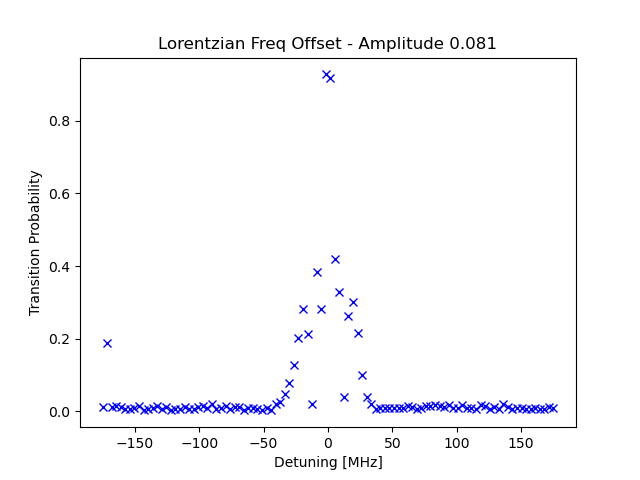 Lorentzian Freq Offset - Amplitude 0.081
Transition Probability
0.8
0.6
0.4
0.2
0.0
−150 −100 −50 0 50 100 150
Detuning [MHz]